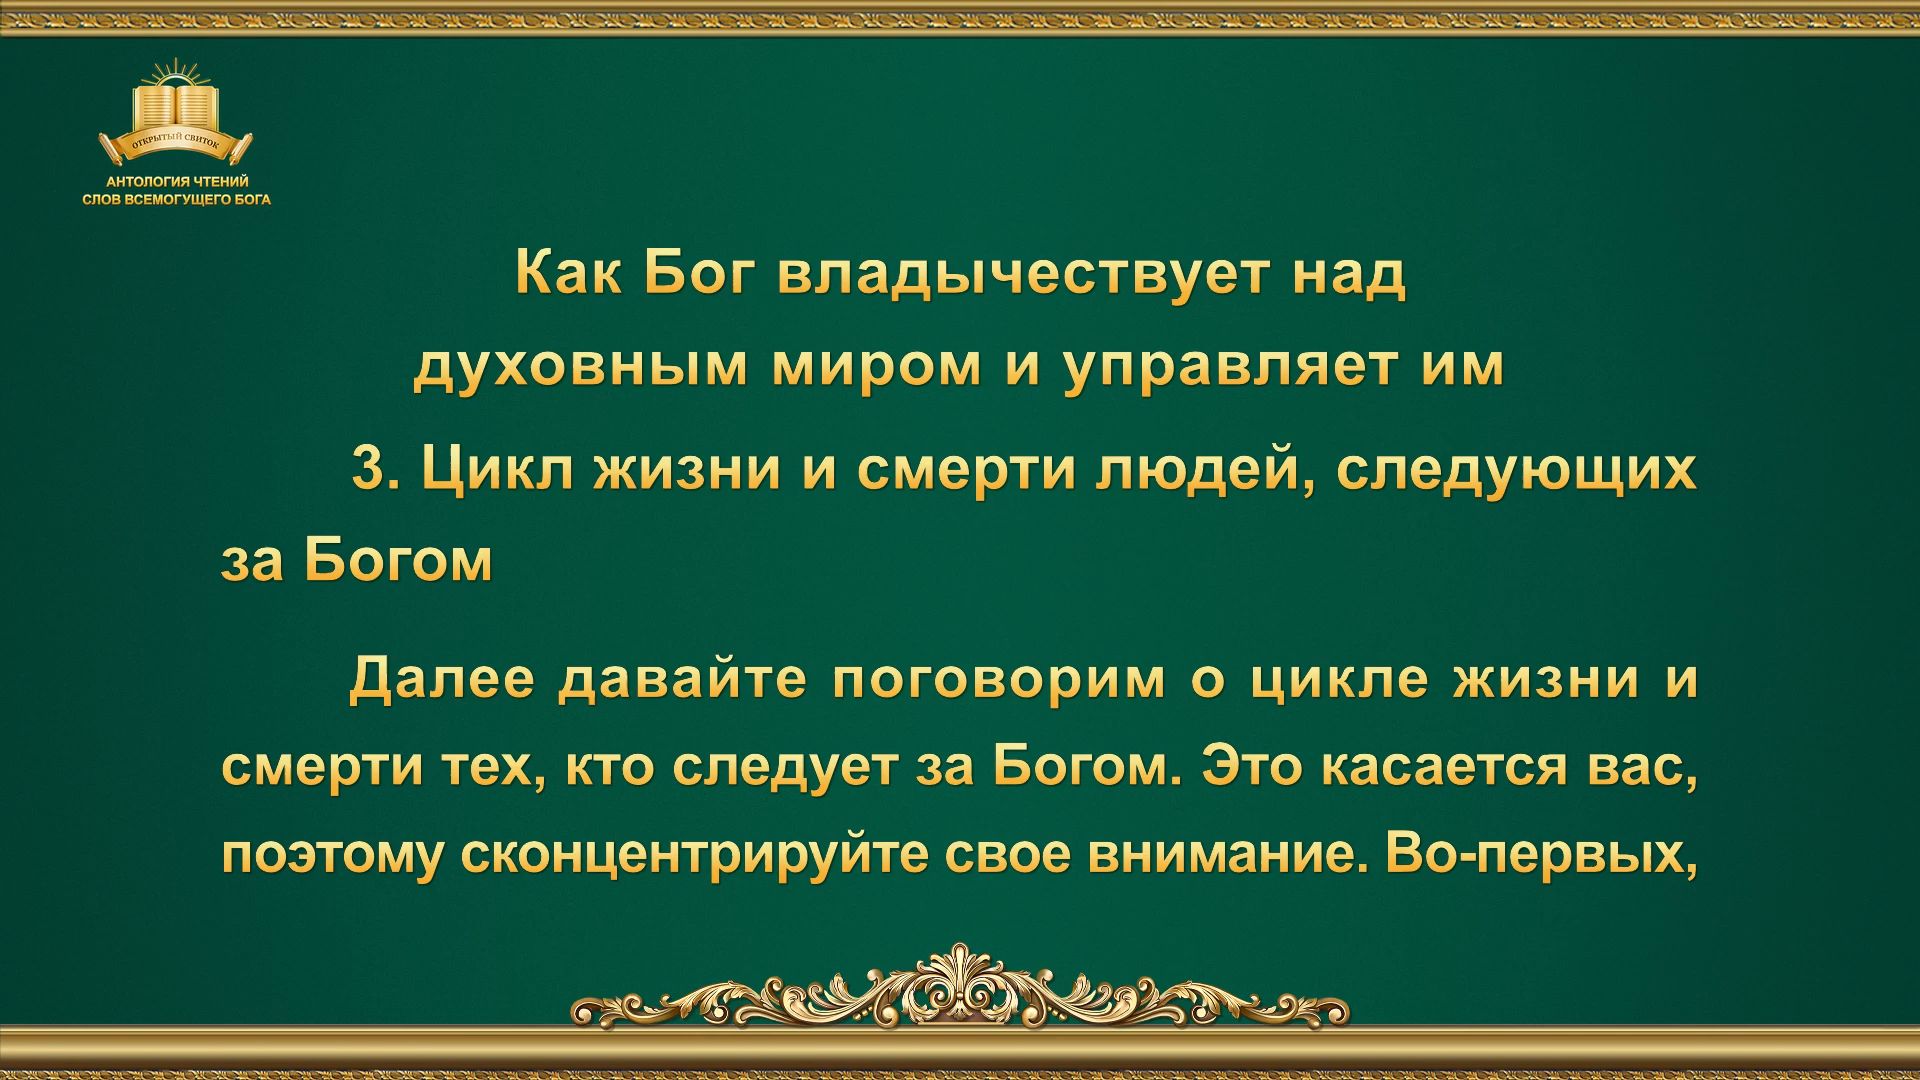 ОТКРЫТЫЙ СВИТОК
АНТОЛОГИЯ ЧТЕНИЙ
СЛОВ ВСЕМОГУЩЕГО БОГА
Как Бог владычествует над
духовным миром и управляет им
3. Цикл жизни и смерти людей, следующих
за Богом
Далее давайте поговорим о цикле жизни и
смерти тех, кто следует за Богом. Это касается вас,
поэтому сконцентрируйте свое внимание. Во-первых,